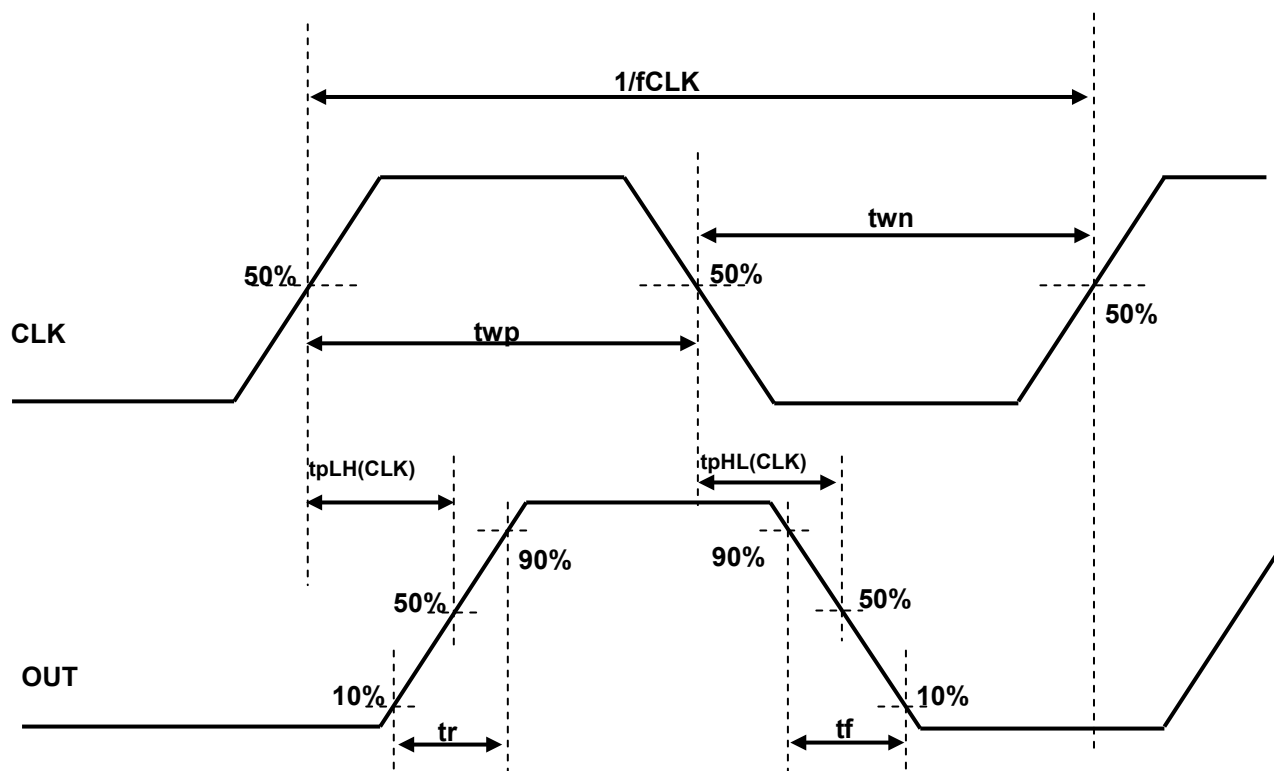 1/fCLK
twn
50%
50%
50%
CLK
twp
tpLH(CLK)
tpHL(CLK)
90%
90%
50%
50%
OUT
10%
10%
tr
tf